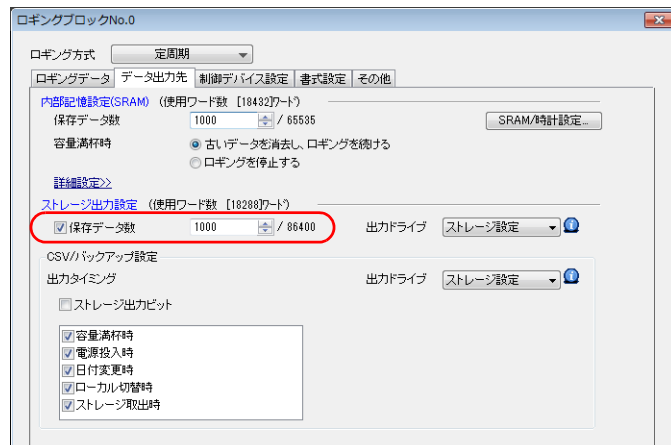 ロギングブロックNo.0
ロギング方式 定周期
ロギングデータ データ出力先 制御デバイス設定 書式設定 その他
内部記憶設定(SRAM) (使用ワード数 [18432]ワード)
保存データ数 1000 / 65535 SRAM/時計設定...
容量満杯時 古いデータを消去し、ロギングを続ける
ロギングを停止する
詳細設定>>
ストレージ出力設定 (使用ワード数 [18288]ワード)
保存データ数 1000 / 86400 出力ドライブ ストレージ設定
CSV/バックアップ設定
出力タイミング 出力ドライブ ストレージ設定
ストレージ出力ビット
容量満杯時
電源投入時
日付変更時
ローカル切替時
ストレージ取出時